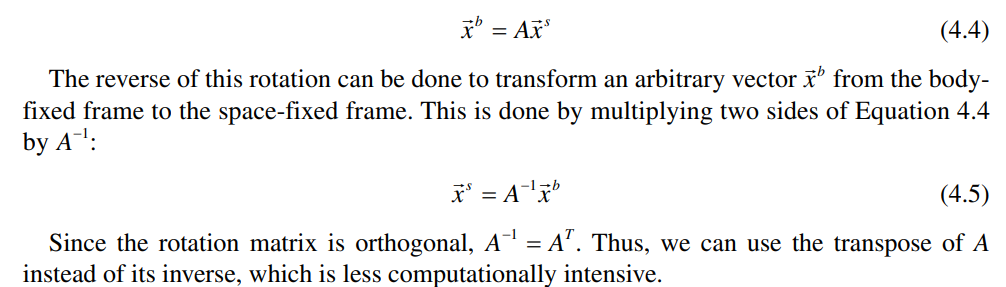 x⃗ᵇ = Ax⃗ˢ (4.4)
The reverse of this rotation can be done to transform an arbitrary vector x⃗ᵇ from the body-
fixed frame to the space-fixed frame. This is done by multiplying two sides of Equation 4.4
by A⁻¹:
x⃗ˢ = A⁻¹x⃗ᵇ (4.5)
Since the rotation matrix is orthogonal, A⁻¹ = Aᵀ. Thus, we can use the transpose of A
instead of its inverse, which is less computationally intensive.